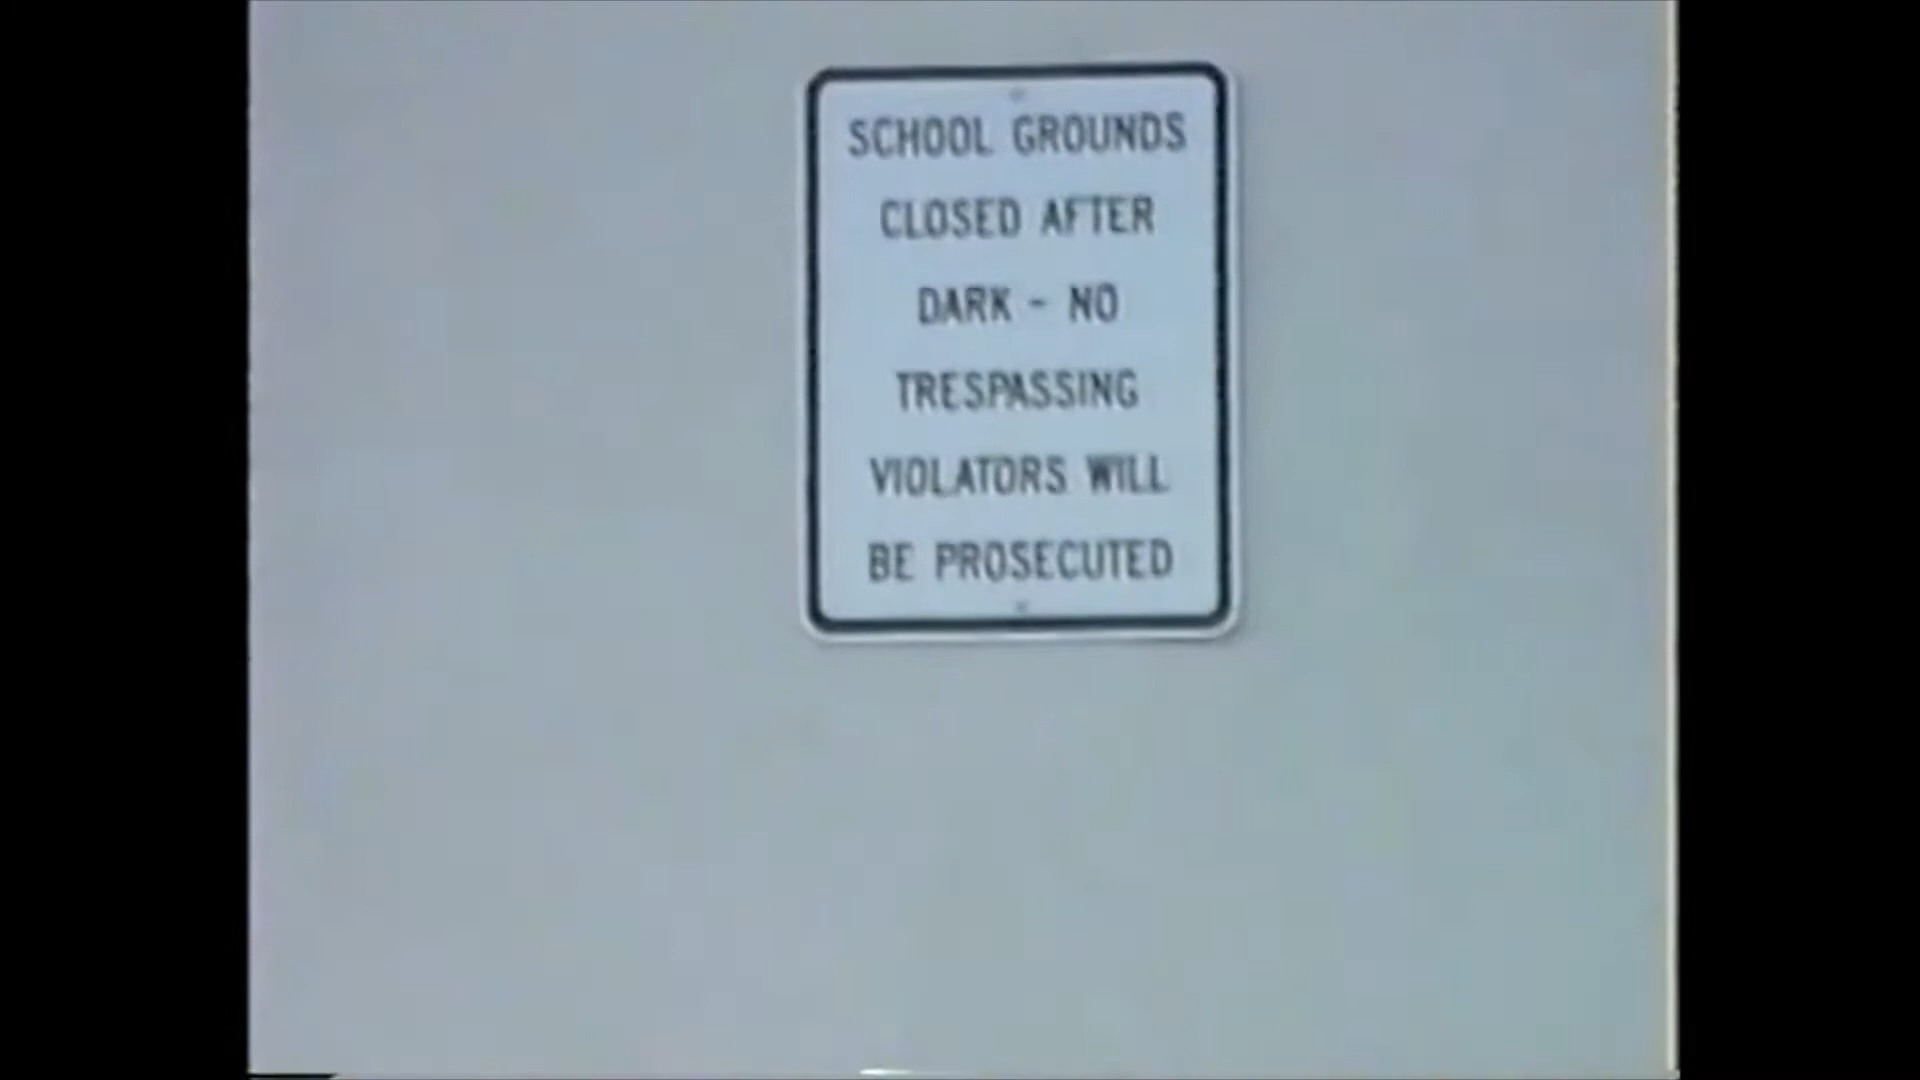 SCHOOL GROUNDS
CLOSED AFTER
DARK - NO
TRESPASSING
VIOLATORS WILL
BE PROSECUTED